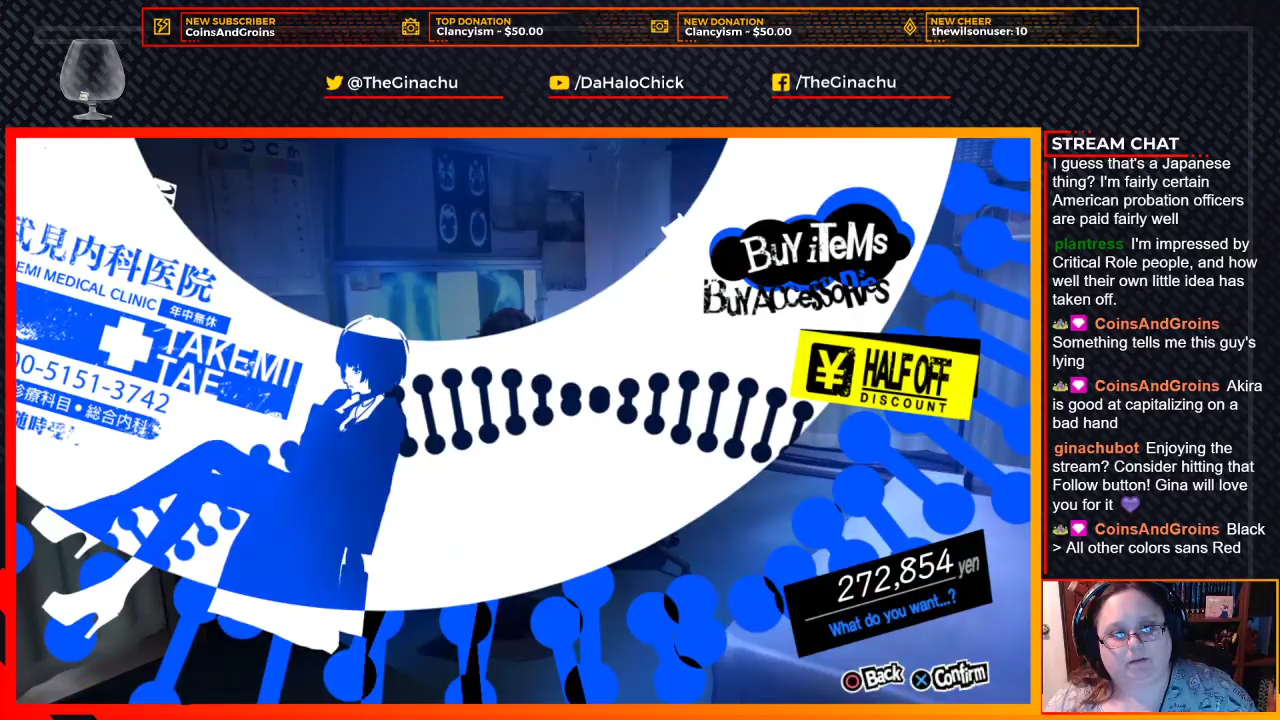 NEW SUBSCRIBER
CoinsAndGroins
TOP DONATION
Clancyism - $50.00
NEW DONATION
Clancyism - $50.00
NEW CHEER
thewilsonuser: 10
@TheGinachu
/DaHaloChick
/TheGinachu
STREAM CHAT
I guess that's a Japanese
thing? I'm fairly certain
American probation officers
are paid fairly well
plantress I'm impressed by
Critical Role people, and how
well their own little idea has
taken off.
CoinsAndGroins
Something tells me this guy's
lying
CoinsAndGroins Akira
is good at capitalizing on a
bad hand
ginachubot Enjoying the
stream? Consider hitting that
Follow button! Gina will love
you for it
CoinsAndGroins Black
> All other colors sans Red
武見内科医院
EMI MEDICAL CLINIC
年中無休
TAKEMI
TAE
00-5151-3742
診療科目・総合内科
随時
BUY iTeMs
BUY ACCessoRies
¥ HALF OFF
DISCOUNT
272,854 yen
What do you want...?
Back
Confirm